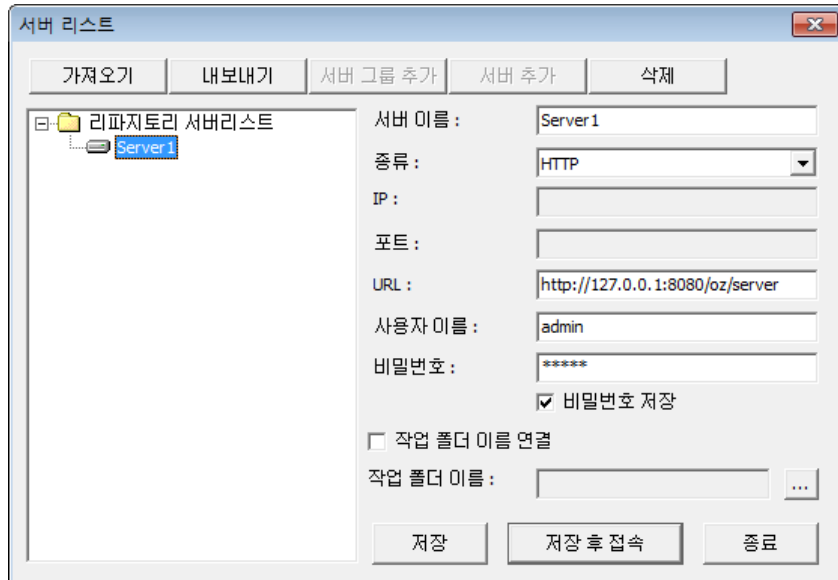 서버 리스트
가져오기 내보내기 서버 그룹 추가 서버 추가 삭제
리파지토리 서버리스트
Server1
서버 이름 : Server1
종류 : HTTP
IP :
포트 :
URL : http://127.0.0.1:8080/oz/server
사용자 이름 : admin
비밀번호 : *****
비밀번호 저장
작업 폴더 이름 연결
작업 폴더 이름 : ...
저장 저장 후 접속 종료